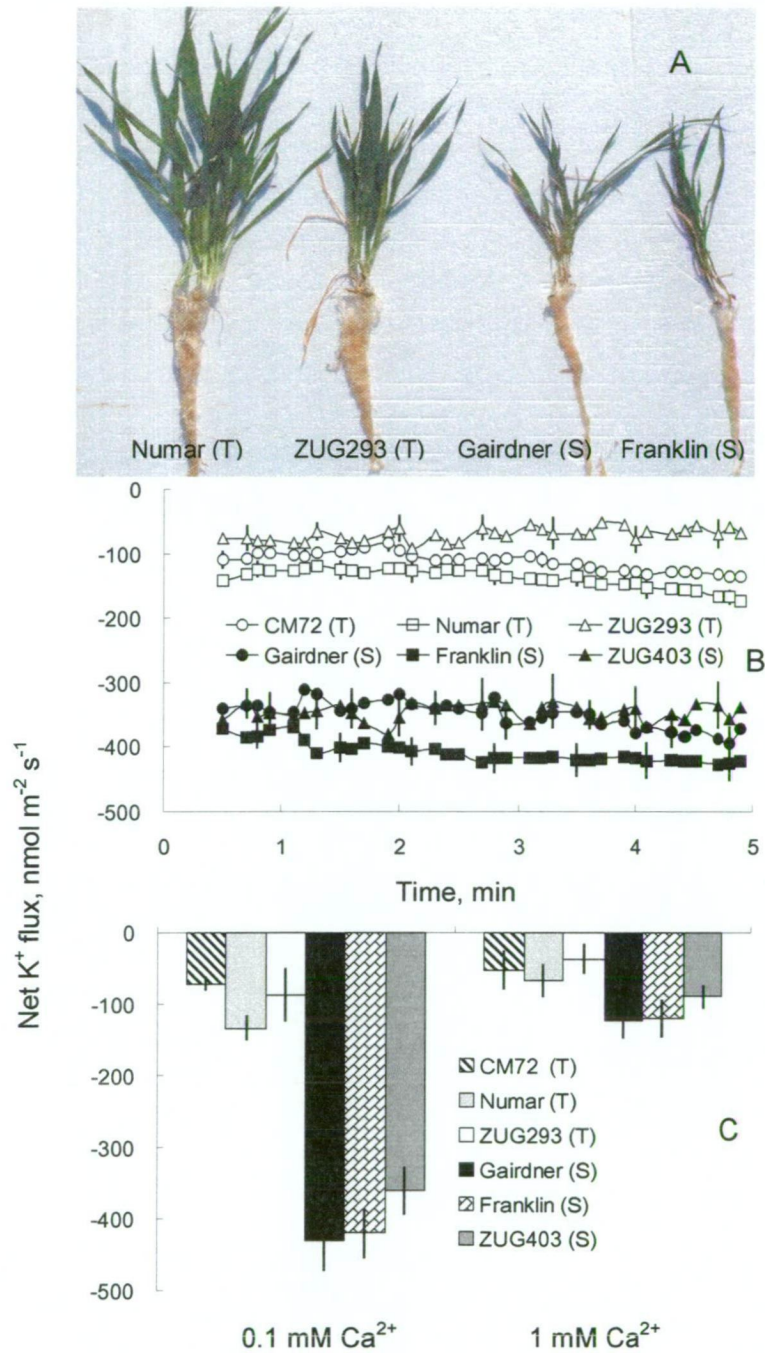 A
Numar (T) ZUG293 (T) Gairdner (S) Franklin (S)
Net K⁺ flux, nmol m⁻² s⁻¹
0
-100
-200
-300
-400
-500
CM72 (T) Numar (T) ZUG293 (T)
Gairdner (S) Franklin (S) ZUG403 (S)
B
0 1 2 3 4 5
Time, min
0
-100
-200
-300
-400
-500
CM72 (T)
Numar (T)
ZUG293 (T)
Gairdner (S)
Franklin (S)
ZUG403 (S)
C
0.1 mM Ca²⁺ 1 mM Ca²⁺